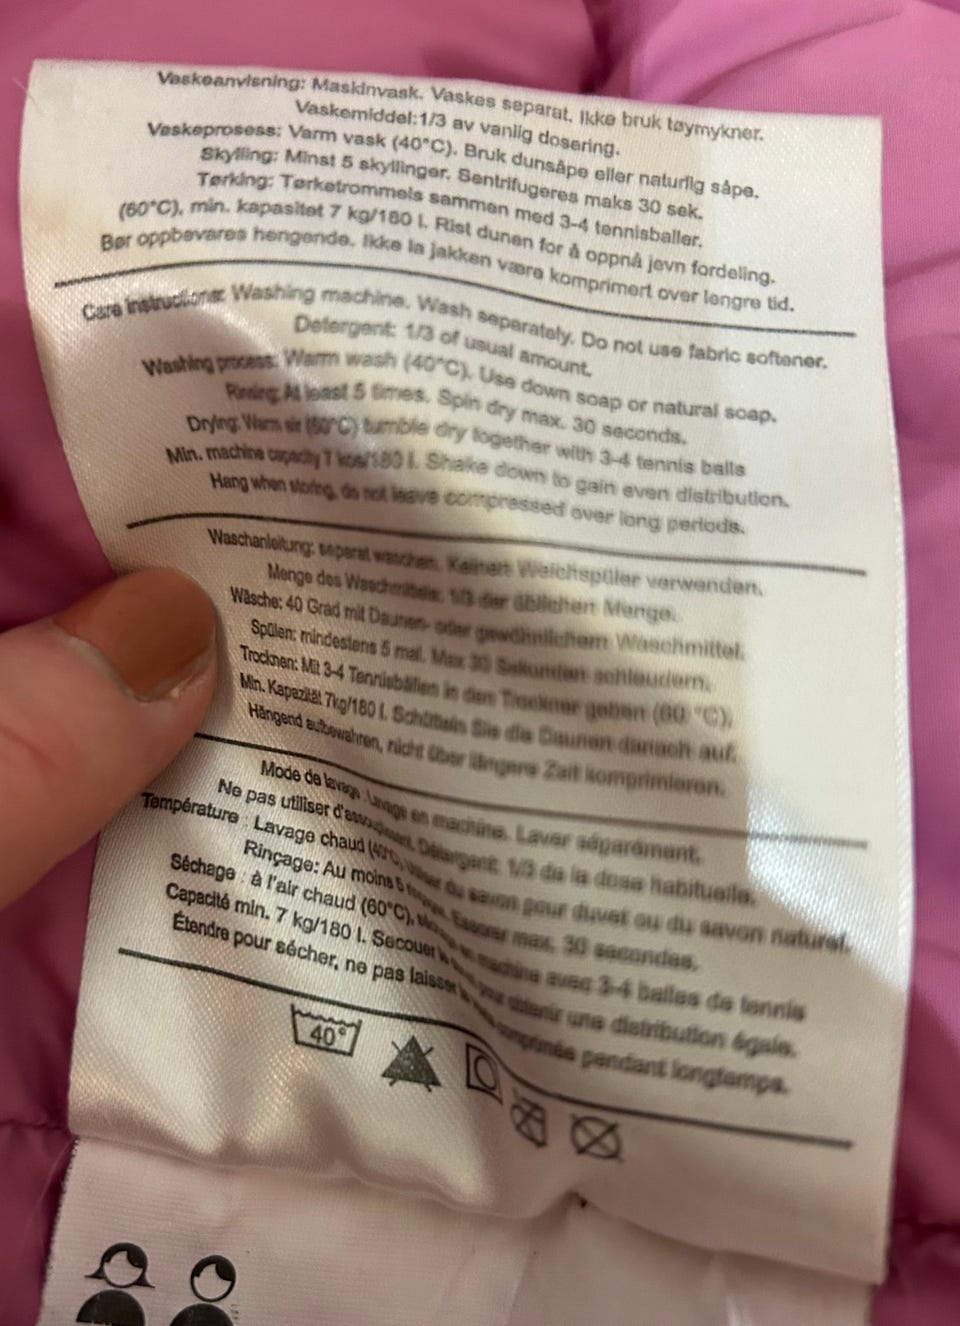 Vaskeanvisning: Maskinvask. Vaskes separat. Ikke bruk tøymykner.
Vaskemiddel:1/3 av vanlig dosering.
Vaskeprosess: Varm vask (40°C). Bruk dunsåpe eller naturlig såpe.
Skylling: Minst 5 skyllinger. Sentrifugeres maks 30 sek.
Tørking: Tørketrommels sammen med 3-4 tennisballer.
(60°C), min. kapasitet 7 kg/180 l. Rist dunen for å oppnå jevn fordeling.
Bør oppbevares hengende. Ikke la jakken være komprimert over lengre tid.
Care instructions: Washing machine. Wash separately. Do not use fabric softener.
Detergent: 1/3 of usual amount.
Washing process: Warm wash (40°C). Use down soap or natural soap.
Rinsing: At least 5 times. Spin dry max. 30 seconds.
Drying: Warm air (60°C) tumble dry together with 3-4 tennis balls
Min. machine capacity 7 kos/180 l. Shake down to gain even distribution.
Hang when storing, do not leave compressed over long periods.
Waschanleitung: separat waschen. Keinen Weichspüler verwenden.
Menge des Waschmittels: 1/3 der üblichen Menge.
Wäsche: 40 Grad mit Daunen- oder gewöhnlichem Waschmittel.
Spülen: mindestens 5 mal. Max 30 Sekunden schleudern.
Trocknen: Mit 3-4 Tennisbällen in den Trockner geben (60 °C).
Min. Kapazität 7kg/180 l. Schütteln Sie die Daunen danach auf.
Hängend aufbewahren, nicht über längere Zeit komprimieren.
Mode de lavage : Lavage en machine. Laver séparément.
Ne pas utiliser d'assouplissant. Détergent: 1/3 de la dose habituelle.
Température : Lavage chaud (40°C) du savon pour duvet ou du savon naturel.
Rinçage: Au moins 5 Essorer max. 30 secondes.
Séchage : à l'air chaud (60°C), machine avec 3-4 balles de tennis
Capacité min. 7 kg/180 l. Secouer pour obtenir une distribution égale.
Étendre pour sécher, ne pas laisser comprimée pendant longtemps.
40°